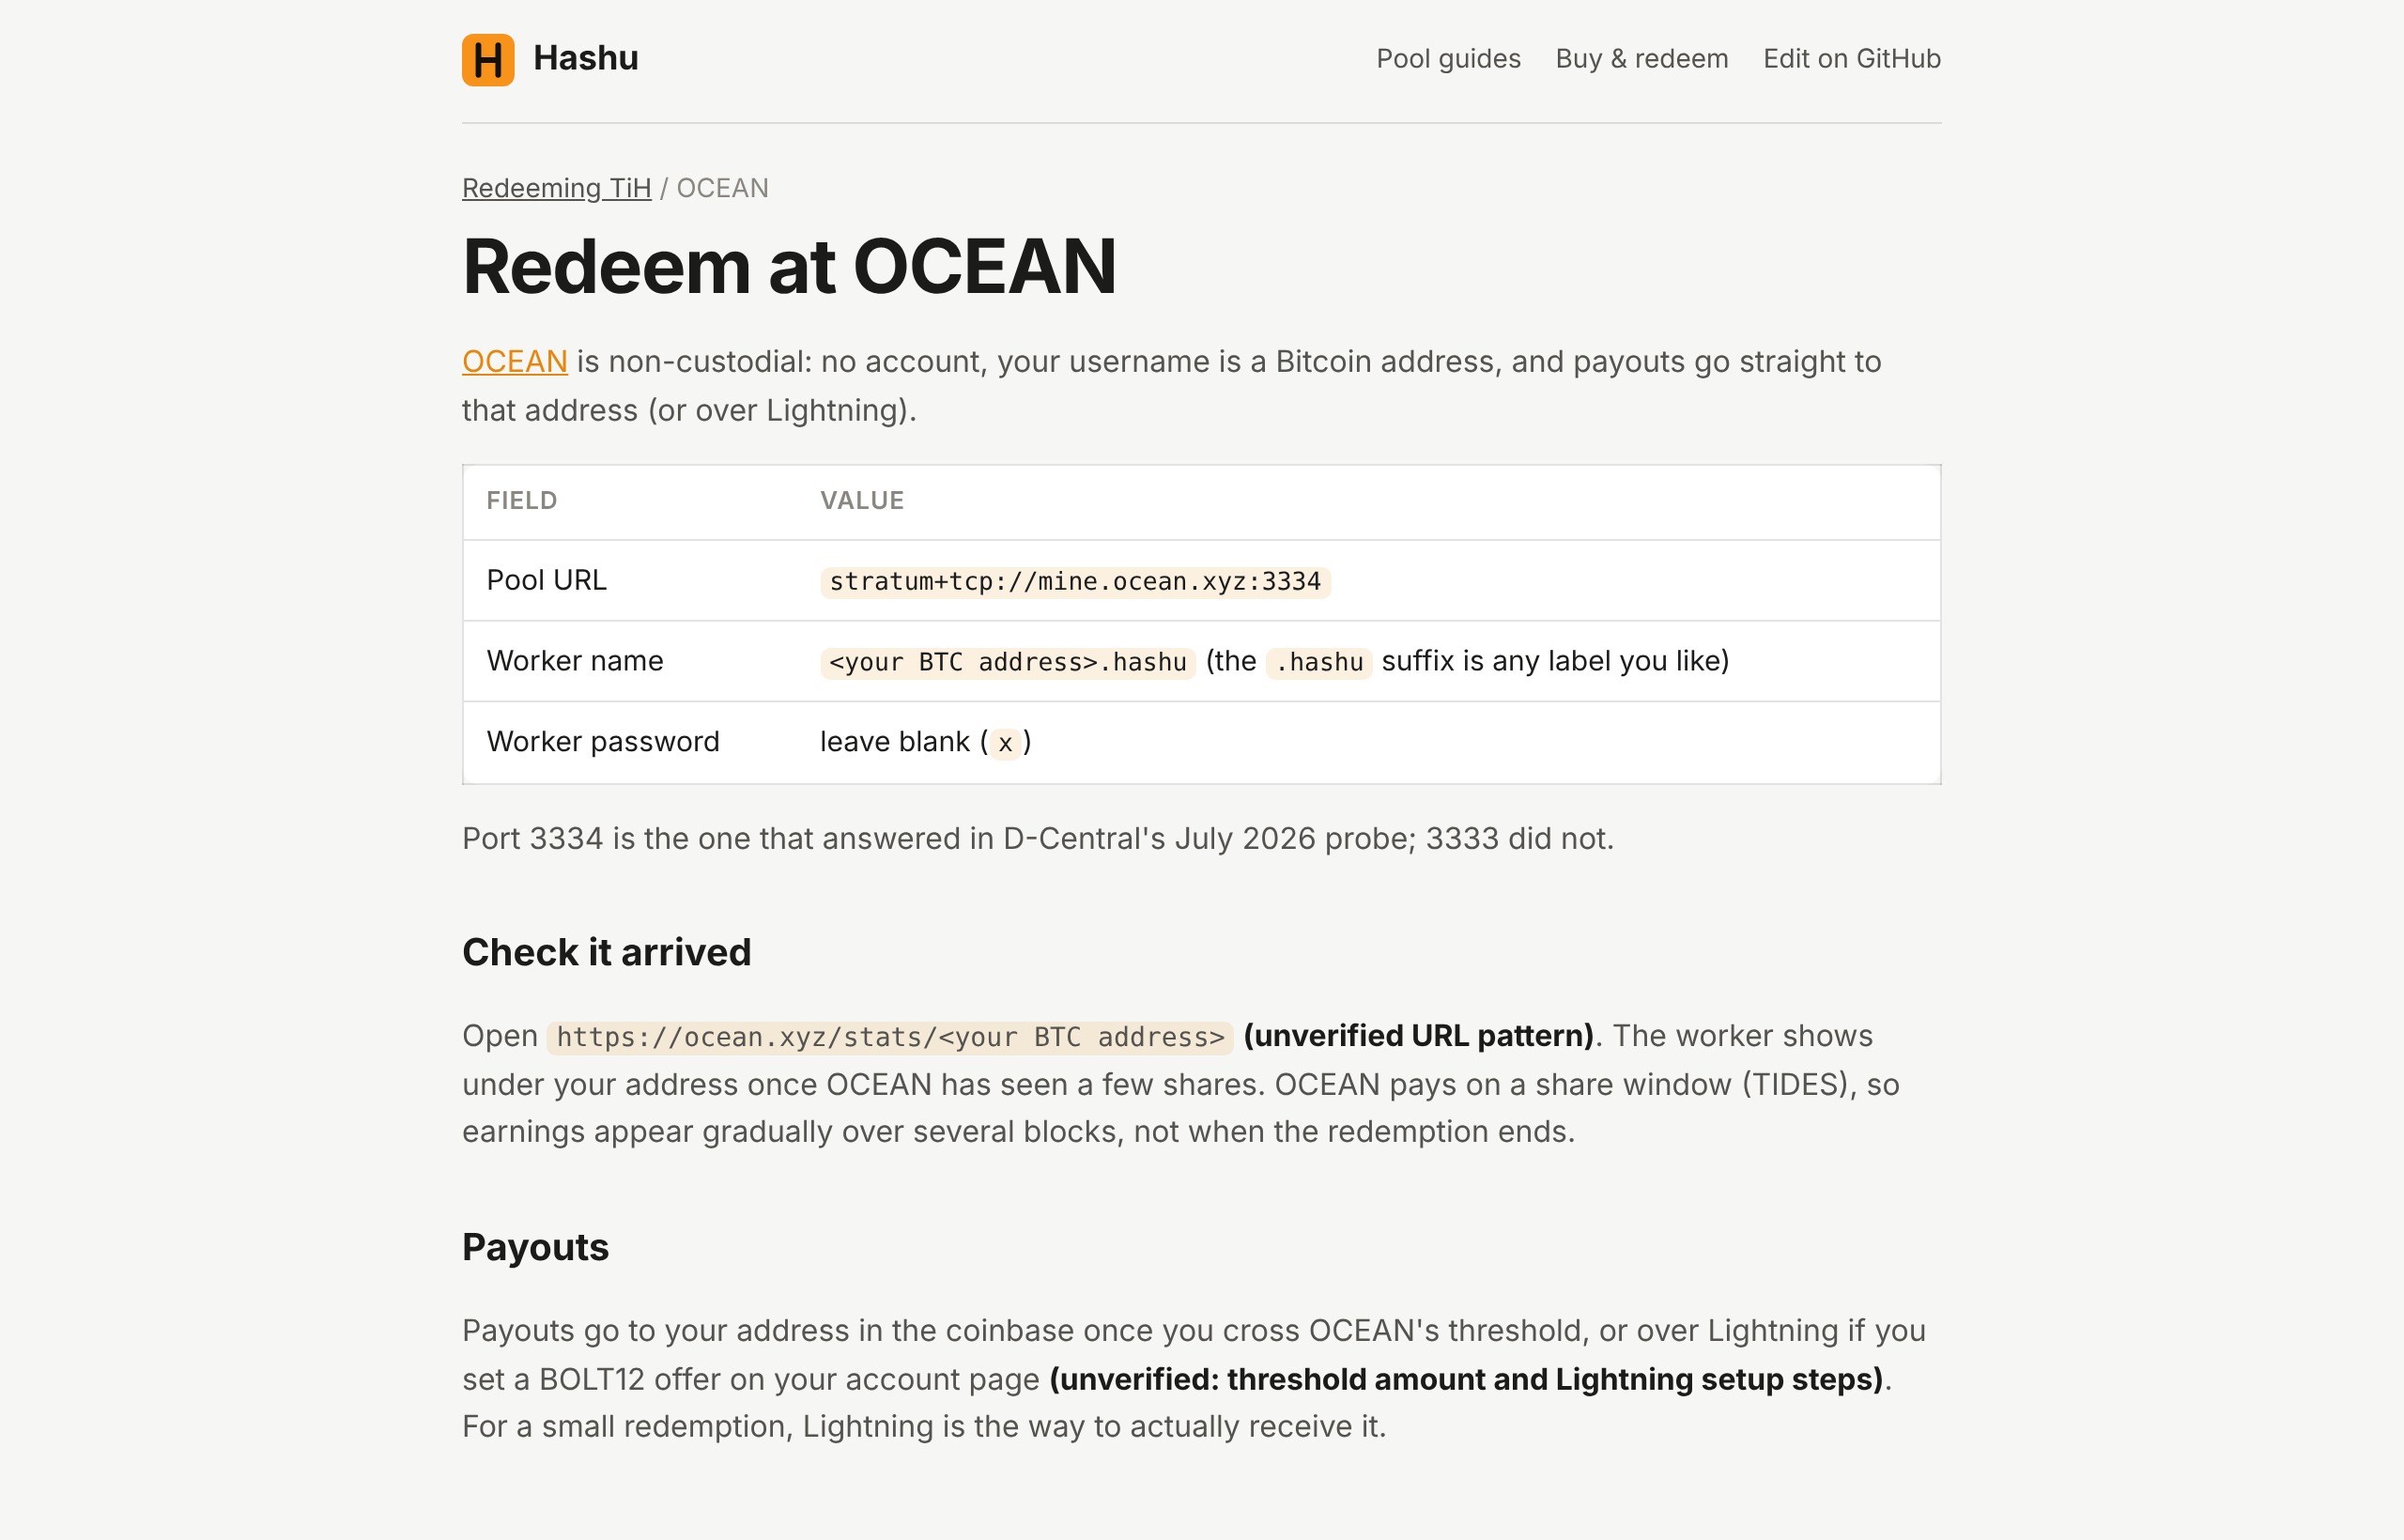 H Hashu
Pool guides Buy & redeem Edit on GitHub
Redeeming TiH / OCEAN
Redeem at OCEAN
OCEAN is non-custodial: no account, your username is a Bitcoin address, and payouts go straight to
that address (or over Lightning).
FIELD VALUE
Pool URL stratum+tcp://mine.ocean.xyz:3334
Worker name <your BTC address>.hashu (the .hashu suffix is any label you like)
Worker password leave blank (x)
Port 3334 is the one that answered in D-Central's July 2026 probe; 3333 did not.
Check it arrived
Open https://ocean.xyz/stats/<your BTC address> (unverified URL pattern). The worker shows
under your address once OCEAN has seen a few shares. OCEAN pays on a share window (TIDES), so
earnings appear gradually over several blocks, not when the redemption ends.
Payouts
Payouts go to your address in the coinbase once you cross OCEAN's threshold, or over Lightning if you
set a BOLT12 offer on your account page (unverified: threshold amount and Lightning setup steps).
For a small redemption, Lightning is the way to actually receive it.